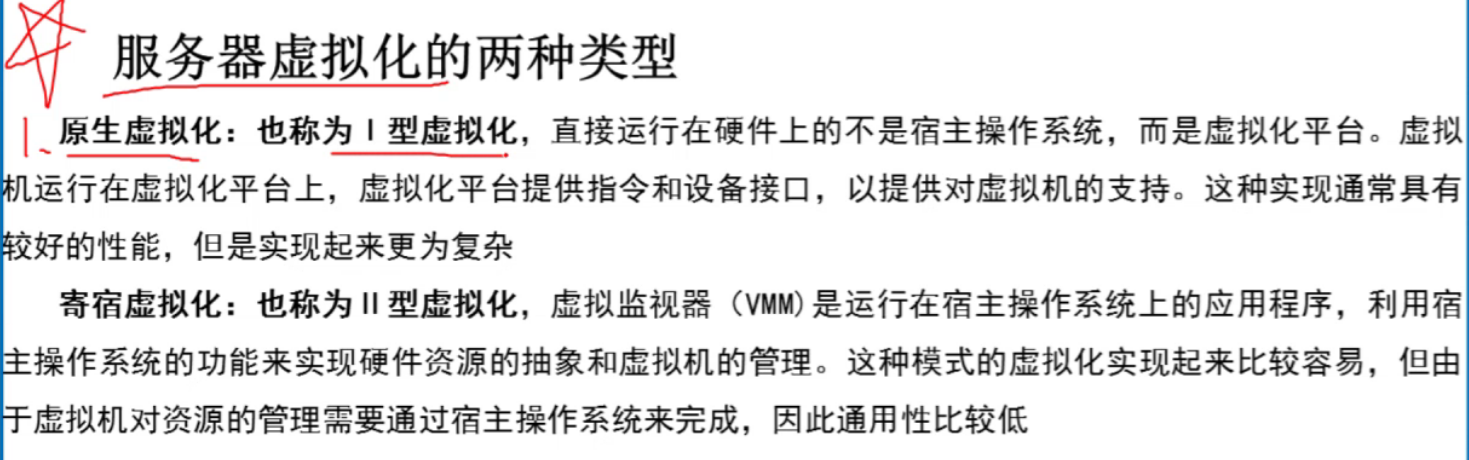 服务器虚拟化的两种类型
1、原生虚拟化：也称为Ⅰ型虚拟化，直接运行在硬件上的不是宿主操作系统，而是虚拟化平台。虚拟
机运行在虚拟化平台上，虚拟化平台提供指令和设备接口，以提供对虚拟机的支持。这种实现通常具有
较好的性能，但是实现起来更为复杂
寄宿虚拟化：也称为Ⅱ型虚拟化，虚拟监视器（VMM)是运行在宿主操作系统上的应用程序，利用宿
主操作系统的功能来实现硬件资源的抽象和虚拟机的管理。这种模式的虚拟化实现起来比较容易，但由
于虚拟机对资源的管理需要通过宿主操作系统来完成，因此通用性比较低